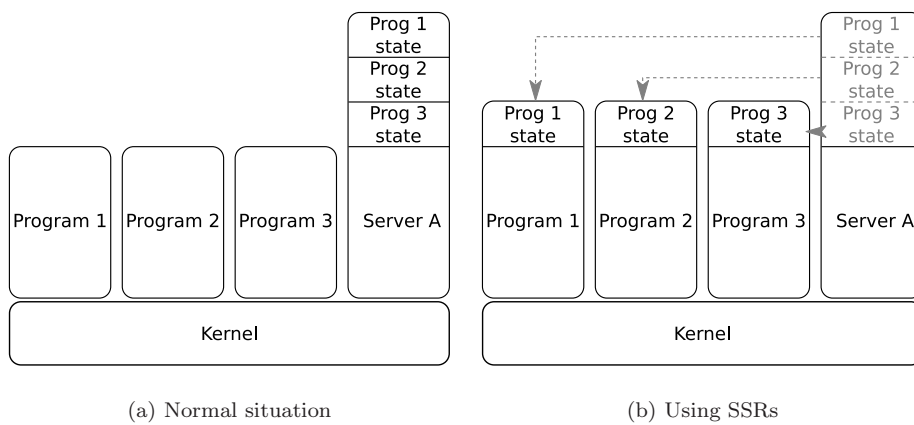 Prog 1
state
Prog 2
state
Prog 3
state
Program 1
Program 2
Program 3
Server A
Kernel
(a) Normal situation
Prog 1
state
Prog 2
state
Prog 3
state
Prog 1
state
Prog 2
state
Prog 3
state
Program 1
Program 2
Program 3
Server A
Kernel
(b) Using SSRs